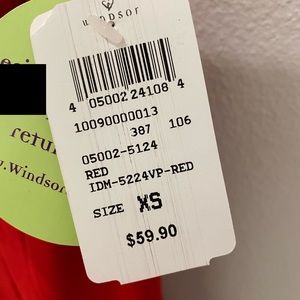 windsor
4 05002 24108 4
10090000013
387 106
05002-5124
RED
IDM-5224VP-RED
SIZE XS
$59.90
retu
.Windso